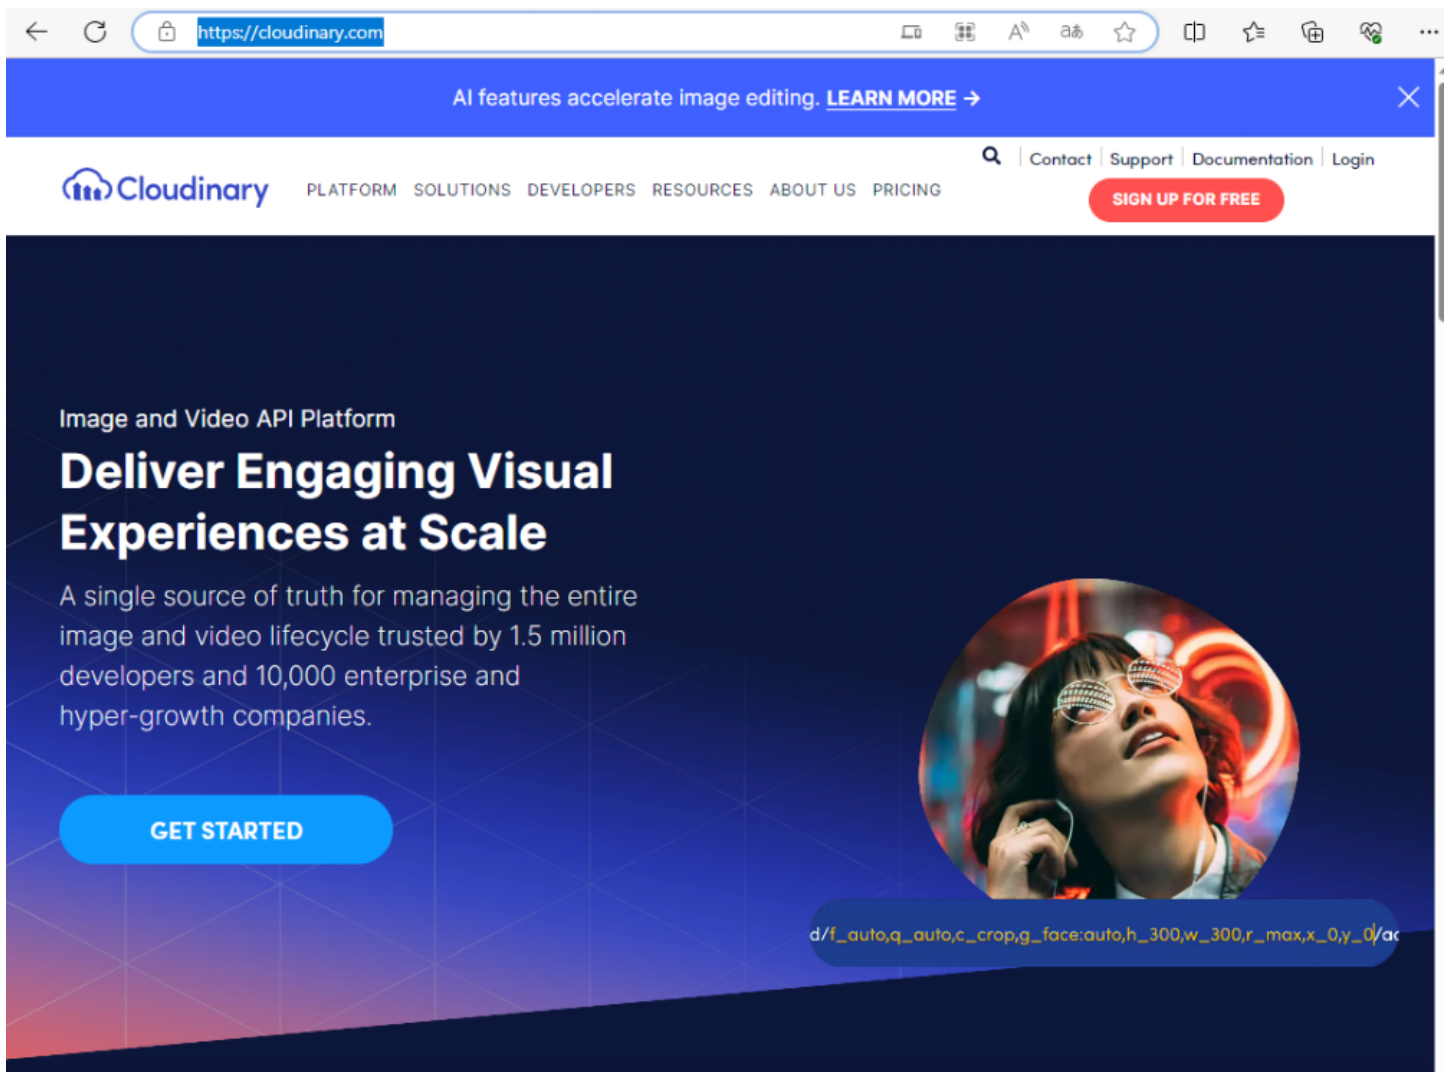 https://cloudinary.com
AI features accelerate image editing. LEARN MORE →
Contact Support Documentation Login
Cloudinary PLATFORM SOLUTIONS DEVELOPERS RESOURCES ABOUT US PRICING
SIGN UP FOR FREE
Image and Video API Platform
Deliver Engaging Visual
Experiences at Scale
A single source of truth for managing the entire
image and video lifecycle trusted by 1.5 million
developers and 10,000 enterprise and
hyper-growth companies.
GET STARTED
d/f_auto,q_auto,c_crop,g_face:auto,h_300,w_300,r_max,x_0,y_0/ac